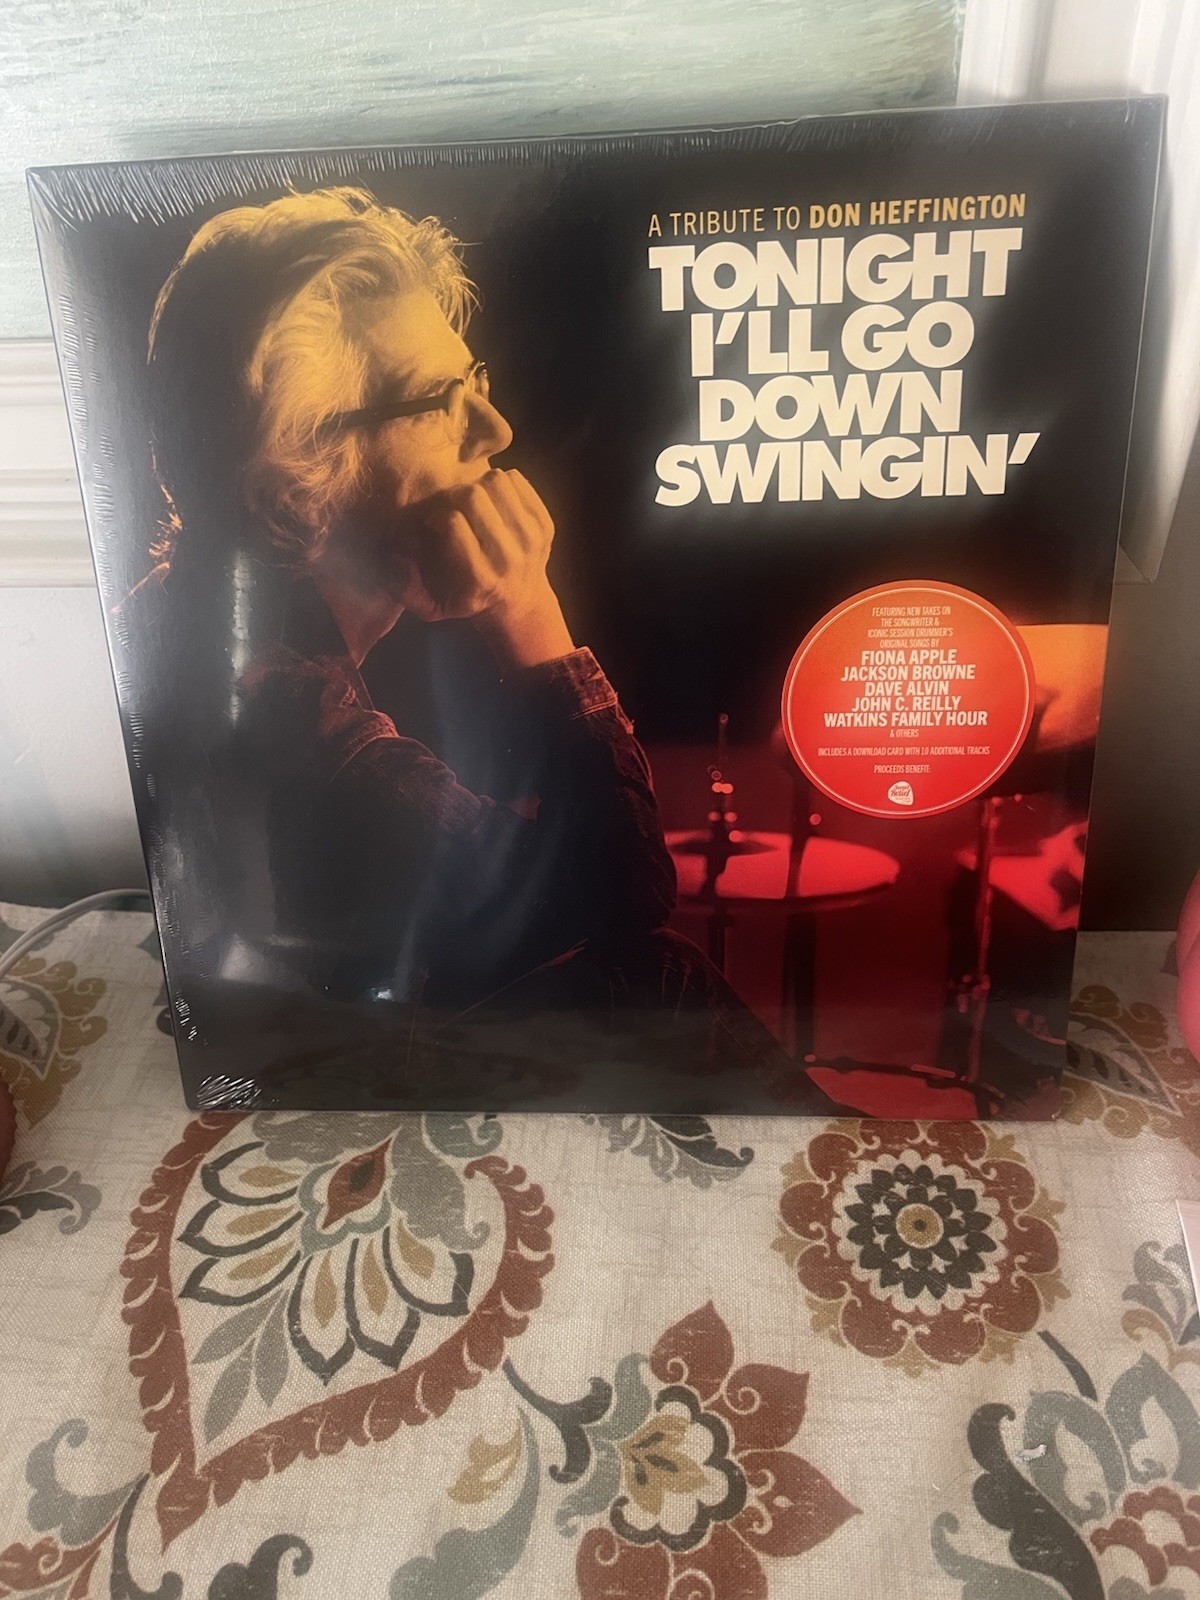 A TRIBUTE TO DON HEFFINGTON
TONIGHT
I'LL GO
DOWN
SWINGIN'
FEATURING NEW TAKES ON
THE SONGWRITER &
ICONIC SESSION DRUMMER'S
ORIGINAL SONGS BY
FIONA APPLE
JACKSON BROWNE
DAVE ALVIN
JOHN C. REILLY
WATKINS FAMILY HOUR
& OTHERS
INCLUDES A DOWNLOAD CARD WITH 10 ADDITIONAL TRACKS
PROCEEDS BENEFIT:
Sweet
Relief